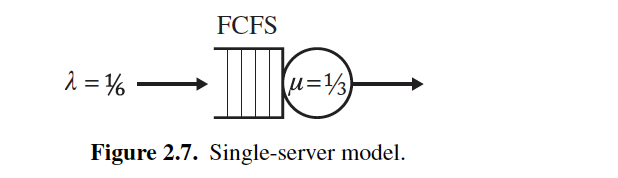 FCFS
λ = ⅙
μ=⅓
Figure 2.7. Single-server model.